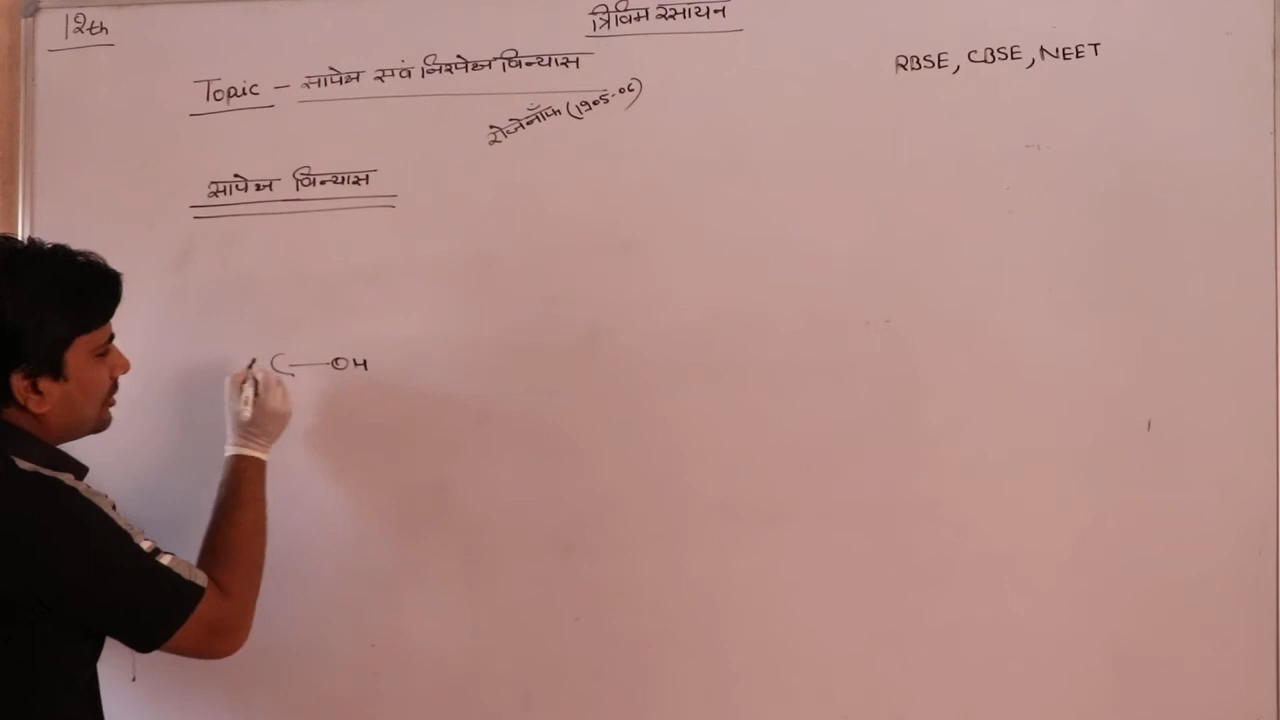 12th
त्रिविम रसायन
RBSE, CBSE, NEET
Topic – सापेक्ष एवं निरपेक्ष विन्यास
रोजेनॉफ (1905-06)
सापेक्ष विन्यास
C—OH